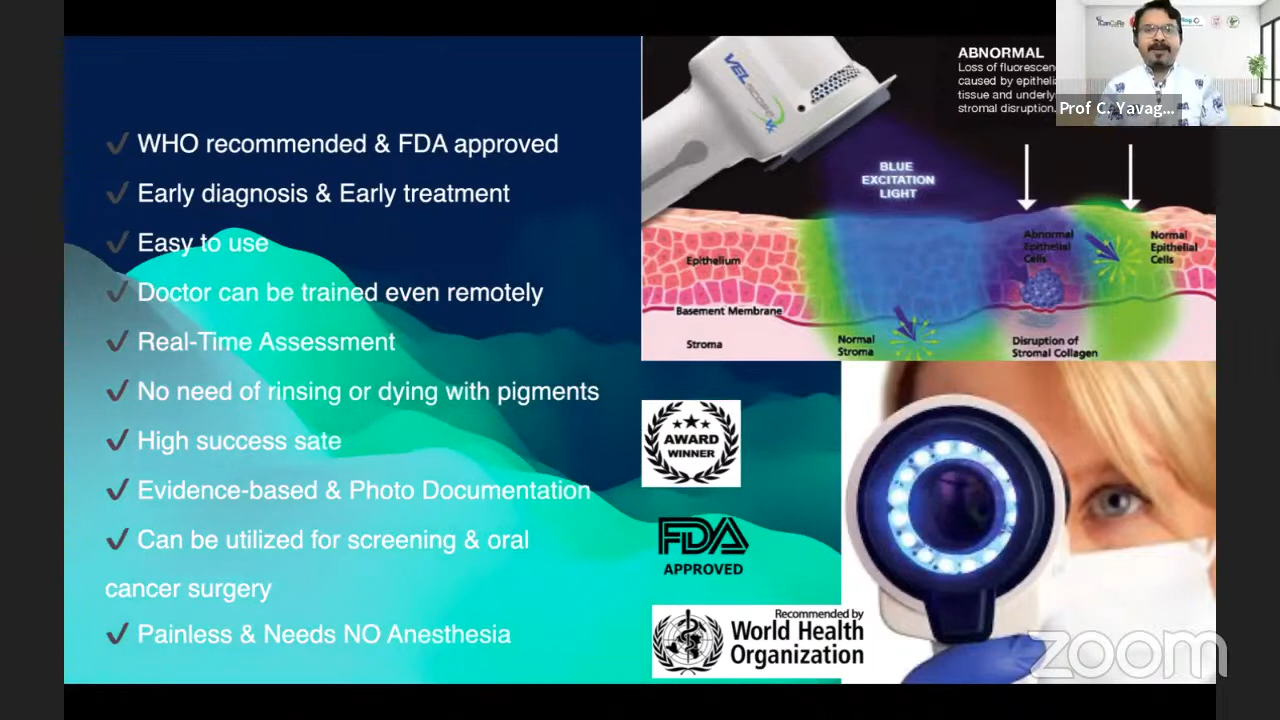 WHO recommended & FDA approved
Early diagnosis & Early treatment
Easy to use
Doctor can be trained even remotely
Real-Time Assessment
No need of rinsing or dying with pigments
High success sate
Evidence-based & Photo Documentation
Can be utilized for screening & oral
cancer surgery
Painless & Needs NO Anesthesia
VELscope Vx
ABNORMAL
Loss of
caused by
tissue and
stromal disruption.
BLUE
EXCITATION
LIGHT
Abnormal
Epithelial
Cells
Normal
Epithelial
Cells
Epithelium
Basement Membrane
Stroma
Normal
Stroma
Disruption of
Stromal Collagen
AWARD
WINNER
FDA
APPROVED
Recommended by
World Health
Organization
Prof C. Yavag...
zoom